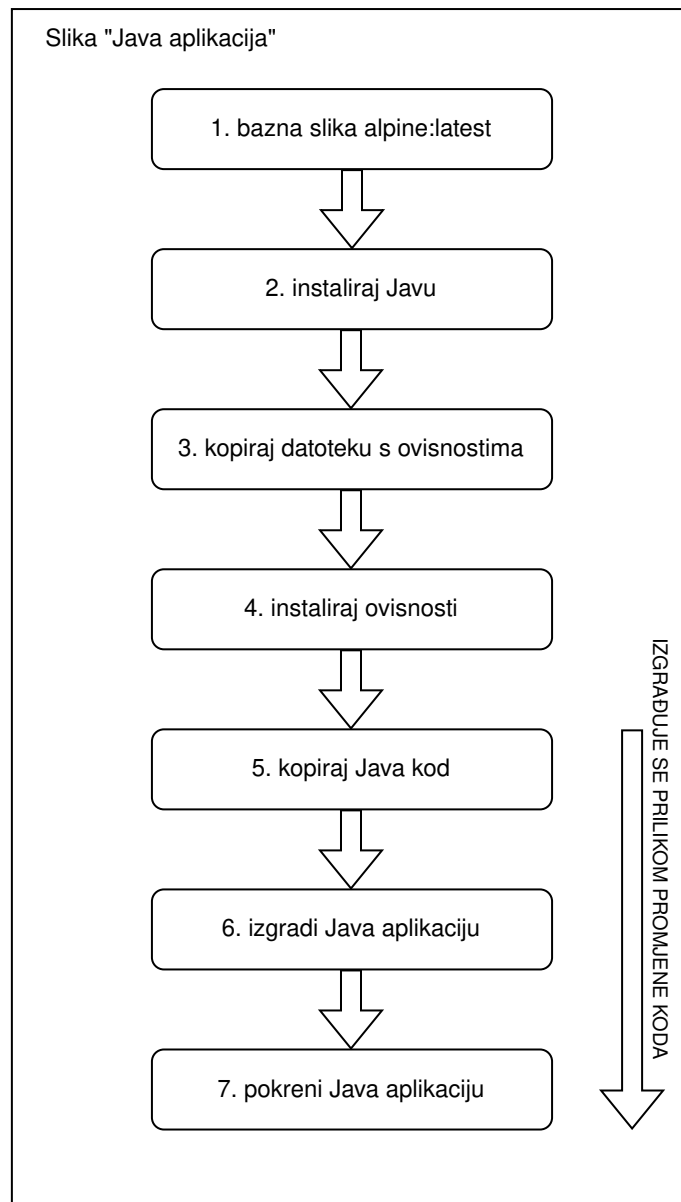 Slika "Java aplikacija"
1. bazna slika alpine:latest
2. instaliraj Javu
3. kopiraj datoteku s ovisnostima
4. instaliraj ovisnosti
5. kopiraj Java kod
6. izgradi Java aplikaciju
7. pokreni Java aplikaciju
IZGRAĐUJE SE PRILIKOM PROMJENE KODA